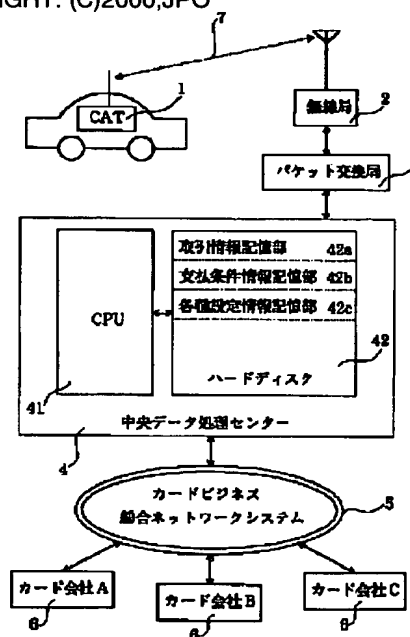 IGHT: (C)2000,JPO
7
1
CAT
無線局
2
パケット交換局
取引情報記憶部 42a
支払条件情報記憶部 42b
各種設定情報記憶部 42c
CPU
42
ハードディスク
41
中央データ処理センター
4
カードビジネス
総合ネットワークシステム
5
カード会社A
カード会社B
カード会社C
6
6
6